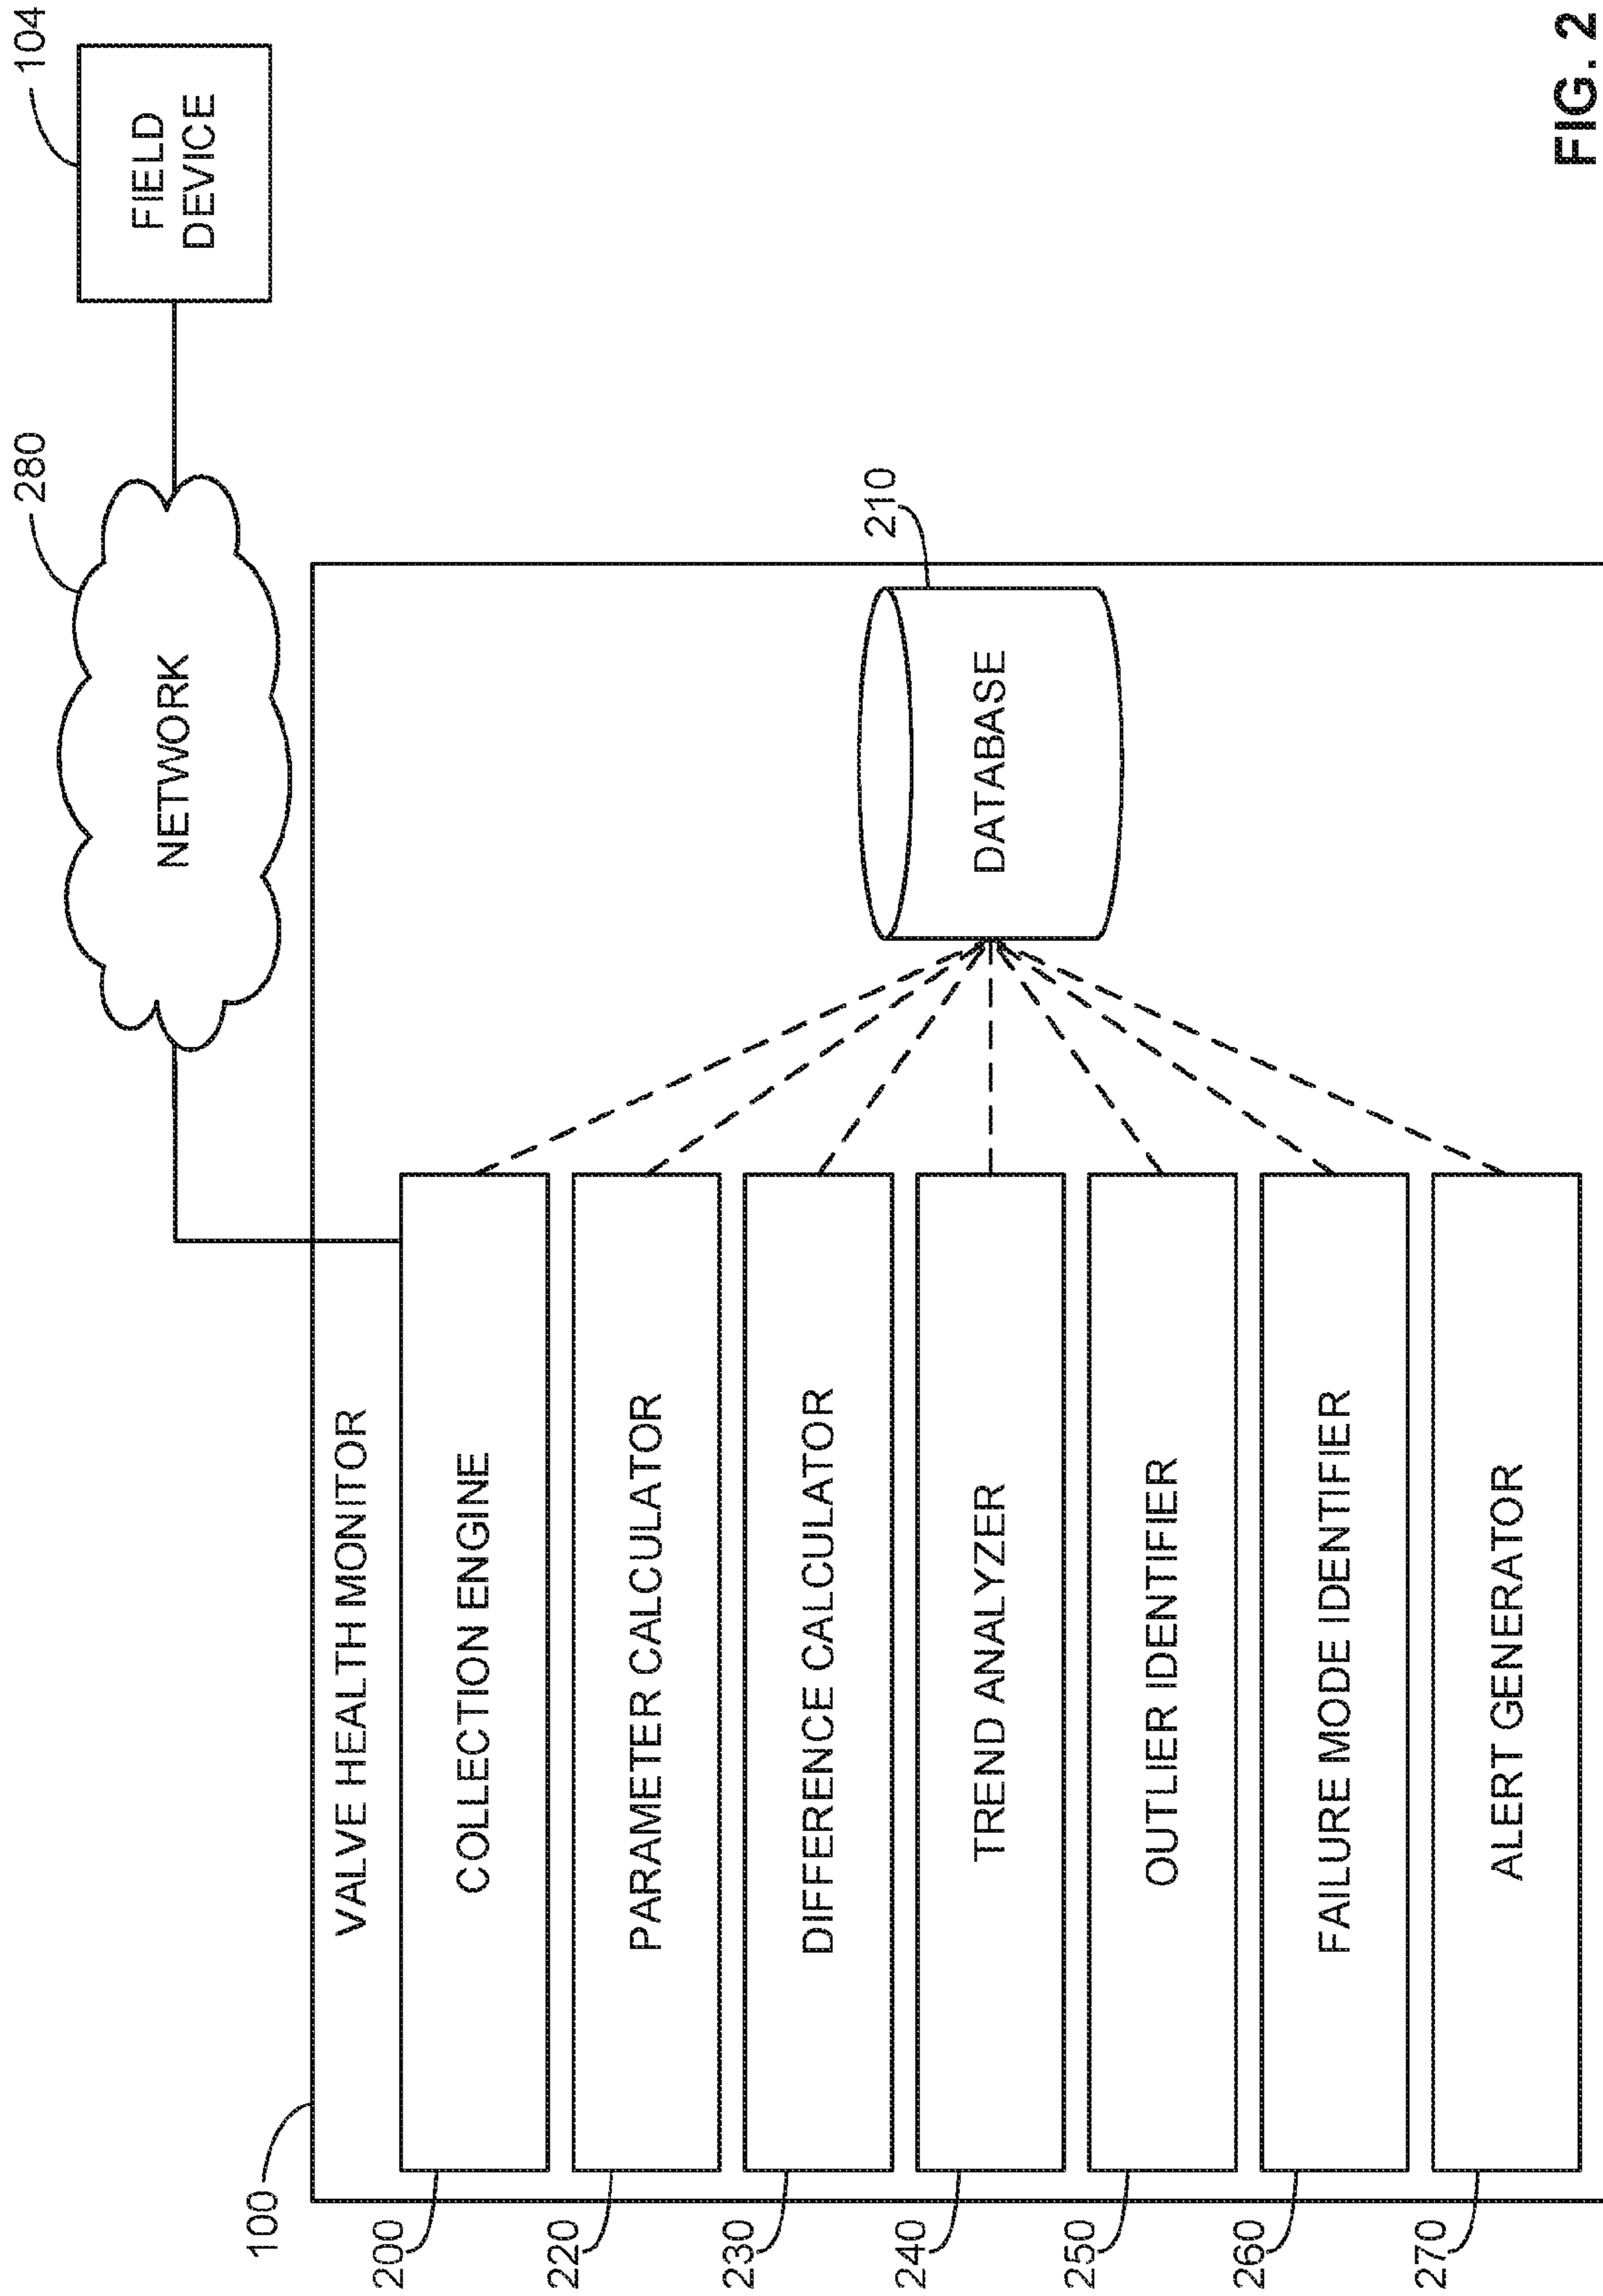 104
FIELD
DEVICE
280
NETWORK
100
VALVE HEALTH MONITOR
200
COLLECTION ENGINE
220
PARAMETER CALCULATOR
230
DIFFERENCE CALCULATOR
240
TREND ANALYZER
250
OUTLIER IDENTIFIER
260
FAILURE MODE IDENTIFIER
270
ALERT GENERATOR
210
DATABASE
FIG. 2